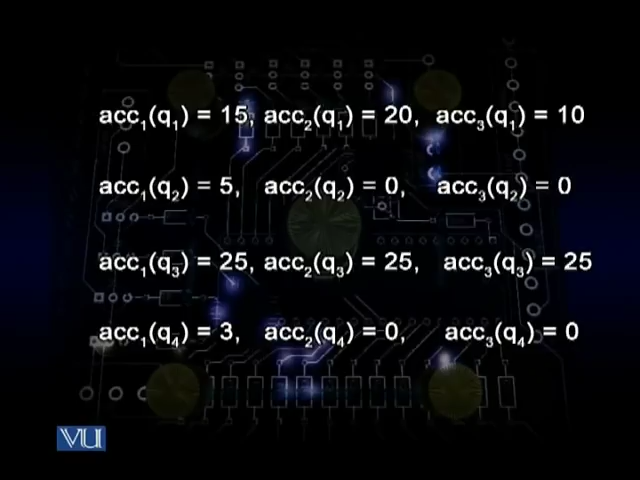 acc₁(q₁) = 15, acc₂(q₁) = 20, acc₃(q₁) = 10
acc₁(q₂) = 5, acc₂(q₂) = 0, acc₃(q₂) = 0
acc₁(q₃) = 25, acc₂(q₃) = 25, acc₃(q₃) = 25
acc₁(q₄) = 3, acc₂(q₄) = 0, acc₃(q₄) = 0
VU